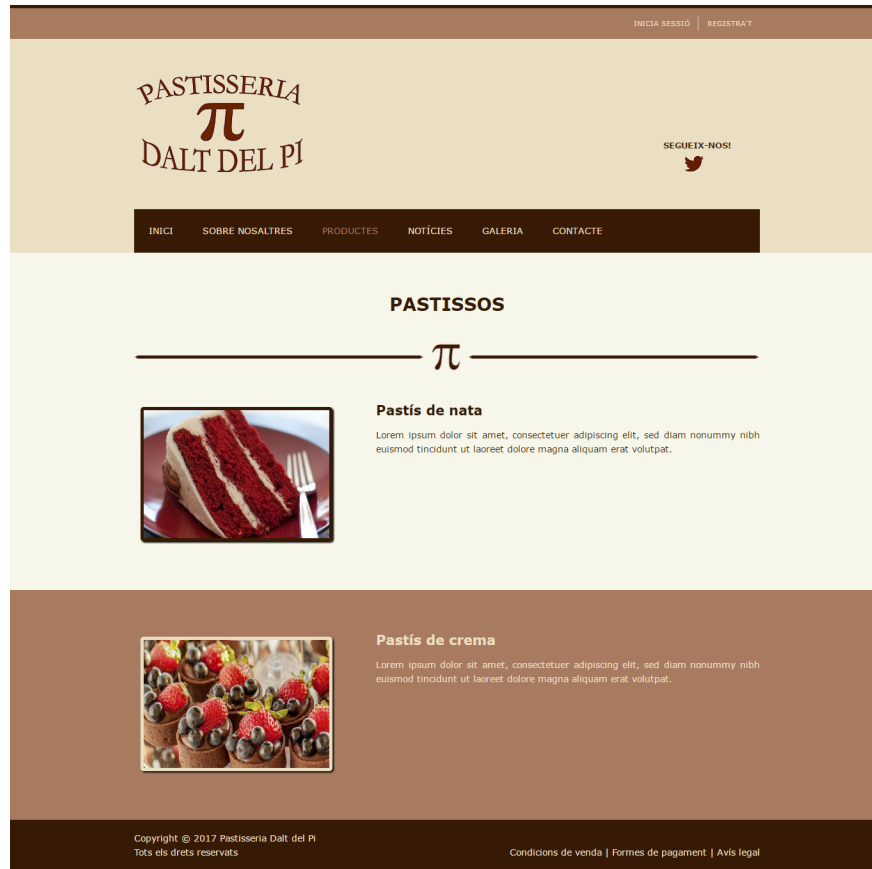 INICIA SESSIÓ | REGISTRA'T
PASTISSERIA
π
DALT DEL PI
SEGUEIX-NOS!
INICI SOBRE NOSALTRES PRODUCTES NOTÍCIES GALERIA CONTACTE
PASTISSOS
π
Pastís de nata
Lorem ipsum dolor sit amet, consectetuer adipiscing elit, sed diam nonummy nibh
euismod tincidunt ut laoreet dolore magna aliquam erat volutpat.
Pastís de crema
Lorem ipsum dolor sit amet, consectetuer adipiscing elit, sed diam nonummy nibh
euismod tincidunt ut laoreet dolore magna aliquam erat volutpat.
Copyright © 2017 Pastisseria Dalt del Pi
Tots els drets reservats
Condicions de venda | Formes de pagament | Avís legal